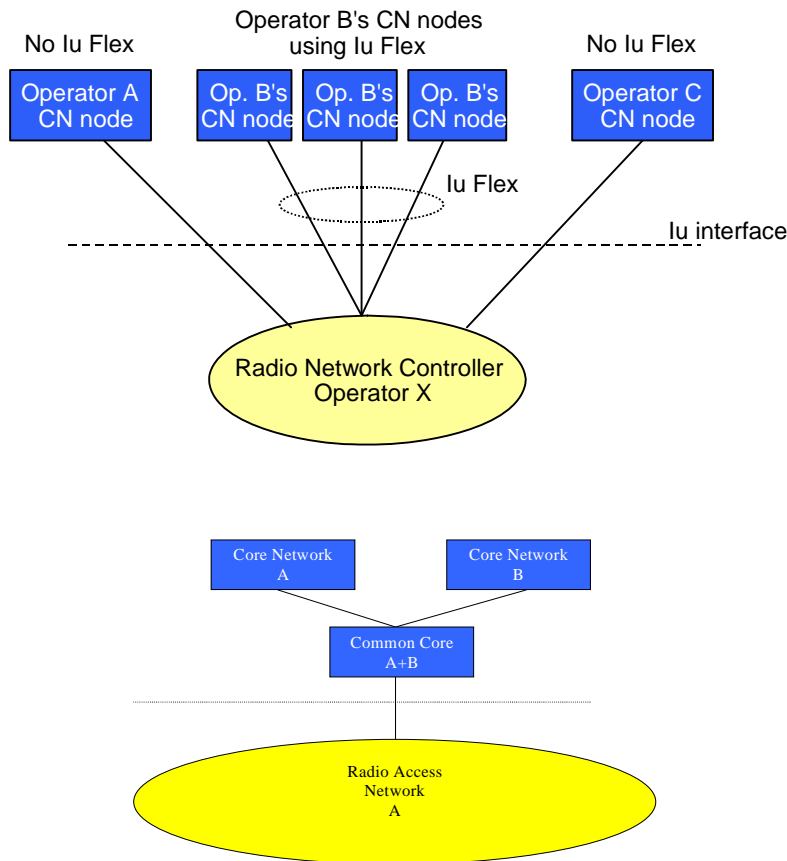 Operator B's CN nodes
using Iu Flex
No Iu Flex
No Iu Flex
Operator A
CN node
Op. B's
CN node
Op. B's
CN node
Op. B's
CN node
Operator C
CN node
Iu Flex
Iu interface
Radio Network Controller
Operator X
Core Network
A
Core Network
B
Common Core
A+B
Radio Access
Network
A